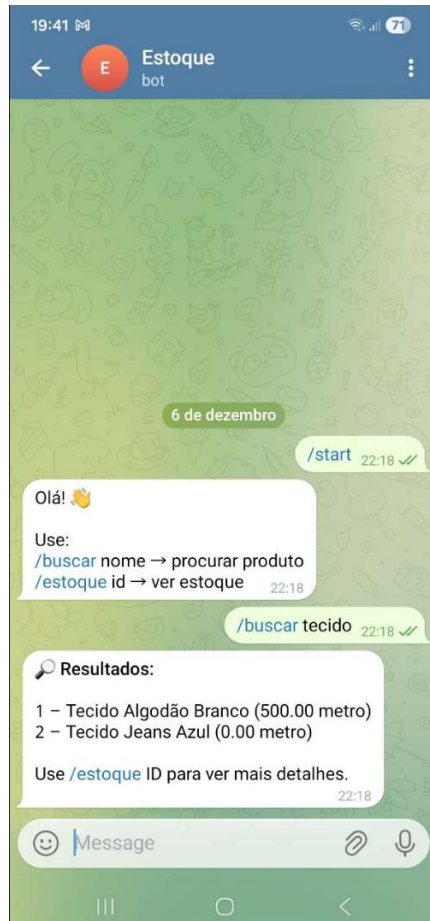 19:41
71
E
Estoque
bot
6 de dezembro
/start 22:18
Olá! 👋
Use:
/buscar nome → procurar produto
/estoque id → ver estoque 22:18
/buscar tecido 22:18
🔎 Resultados:
1 – Tecido Algodão Branco (500.00 metro)
2 – Tecido Jeans Azul (0.00 metro)
Use /estoque ID para ver mais detalhes.
22:18
Message